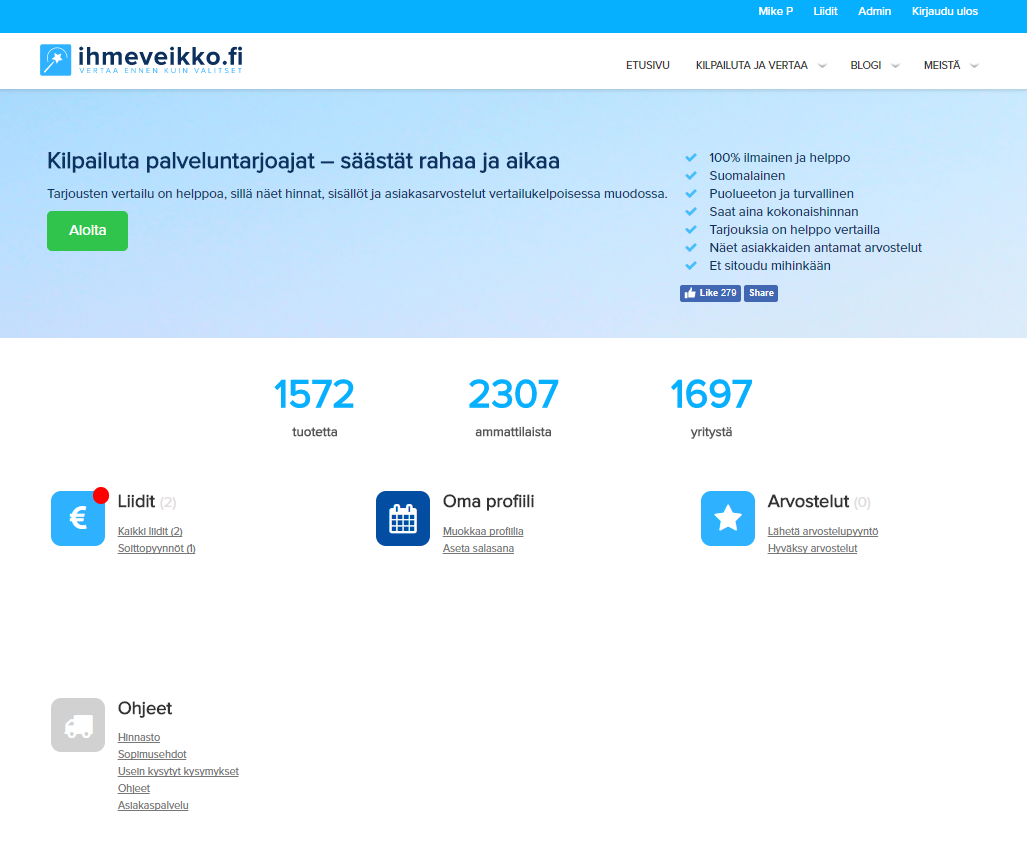 Mike P Liidit Admin Kirjaudu ulos
ihmeveikko.fi
VERTAA ENNEN KUIN VALITSET
ETUSIVU KILPAILUTA JA VERTAA BLOGI MEISTÄ
Kilpailuta palveluntarjoajat – säästät rahaa ja aikaa
Tarjousten vertailu on helppoa, sillä näet hinnat, sisällöt ja asiakasarvostelut vertailukelpoisessa muodossa.
Aloita
100% ilmainen ja helppo
Suomalainen
Puolueeton ja turvallinen
Saat aina kokonaishinnan
Tarjouksia on helppo vertailla
Näet asiakkaiden antamat arvostelut
Et sitoudu mihinkään
Like 279 Share
1572 2307 1697
tuotetta ammattilaista yritystä
€
Liidit (2)
Kaikki liidit (2)
Soittopyynnöt (1)
Oma profiili
Muokkaa profiilia
Aseta salasana
Arvostelut (0)
Lähetä arvostelupyyntö
Hyväksy arvostelut
Ohjeet
Hinnasto
Sopimusehdot
Usein kysytyt kysymykset
Ohjeet
Asiakaspalvelu